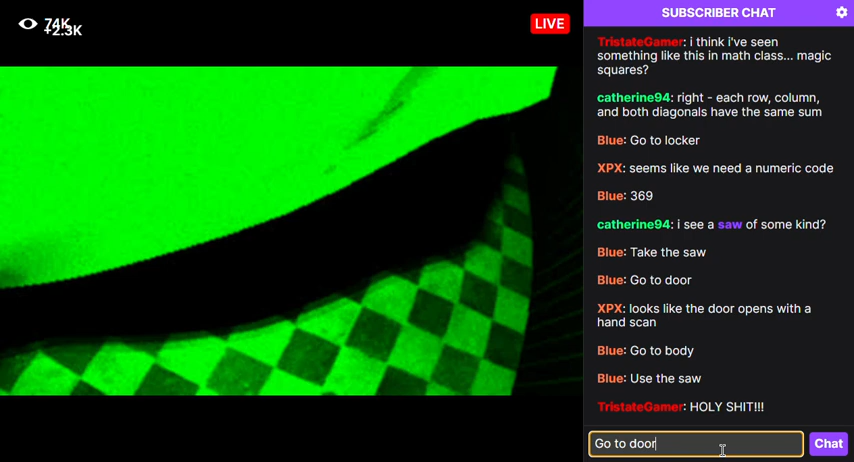 74K
+2.3K
LIVE
SUBSCRIBER CHAT
TristateGamer: i think i've seen
something like this in math class... magic
squares?
catherine94: right - each row, column,
and both diagonals have the same sum
Blue: Go to locker
XPX: seems like we need a numeric code
Blue: 369
catherine94: i see a saw of some kind?
Blue: Take the saw
Blue: Go to door
XPX: looks like the door opens with a
hand scan
Blue: Go to body
Blue: Use the saw
TristateGamer: HOLY SHIT!!!
Go to door
Chat